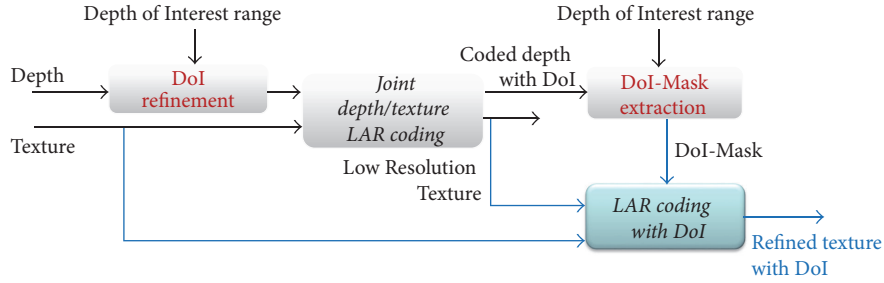 Depth of Interest range
Depth of Interest range
Depth
DoI
refinement
Joint
depth/texture
LAR coding
Coded depth
with DoI
DoI-Mask
extraction
Texture
Low Resolution
Texture
DoI-Mask
LAR coding
with DoI
Refined texture
with DoI